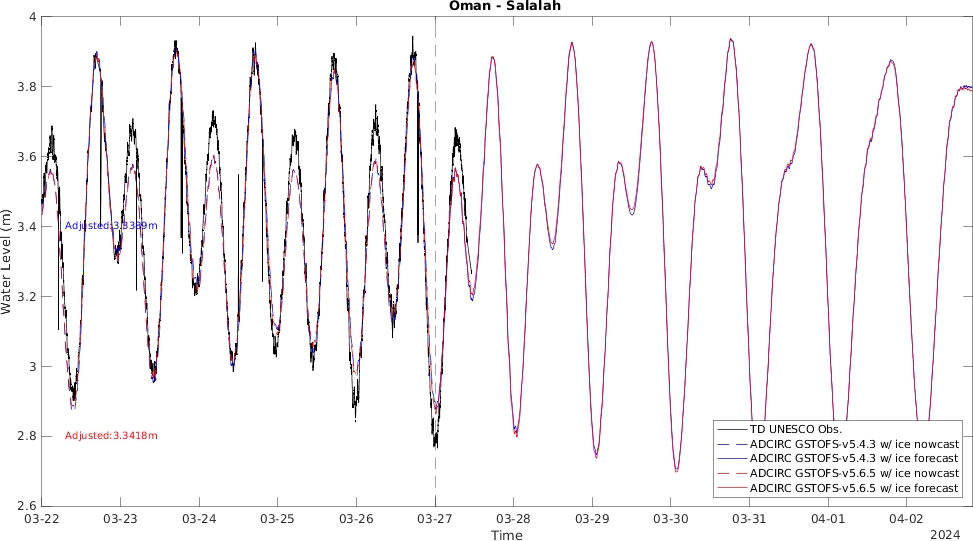 Oman - Salalah
4
3.8
3.6
3.4
3.2
3
2.8
2.6
Water Level (m)
Adjusted:3.3389m
Adjusted:3.3418m
TD UNESCO Obs.
ADCIRC GSTOFS-v5.4.3 w/ ice nowcast
ADCIRC GSTOFS-v5.4.3 w/ ice forecast
ADCIRC GSTOFS-v5.6.5 w/ ice nowcast
ADCIRC GSTOFS-v5.6.5 w/ ice forecast
03-22 03-23 03-24 03-25 03-26 03-27 03-28 03-29 03-30 03-31 04-01 04-02
Time
2024